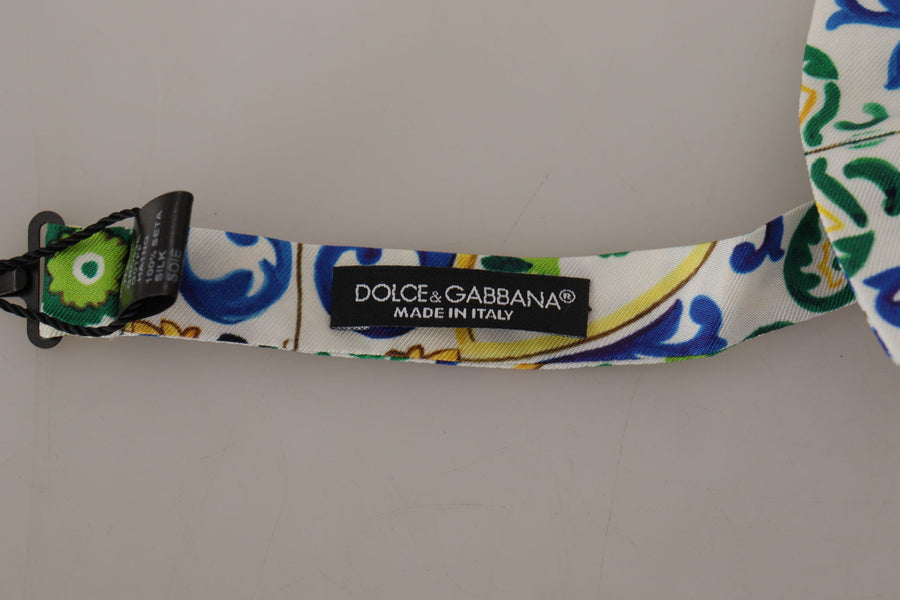 100% SETA
SILK
SOIE
DOLCE&GABBANA®
MADE IN ITALY